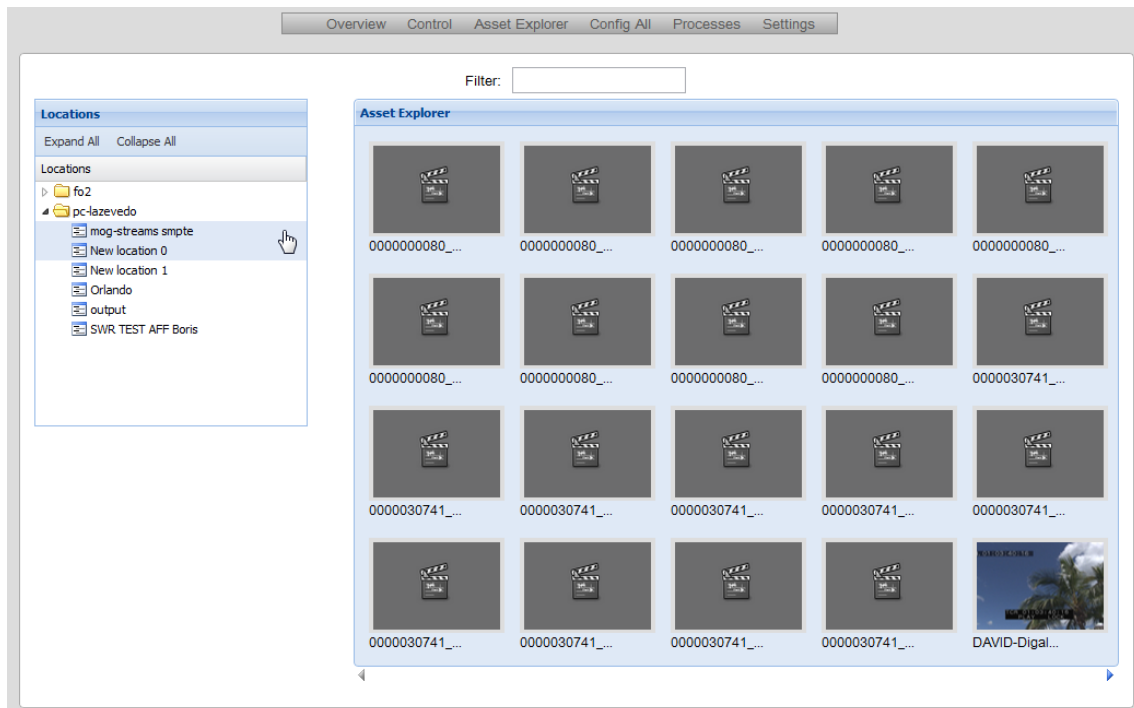 Overview Control Asset Explorer Config All Processes Settings
Filter:
Locations
Expand All Collapse All
Locations
fo2
pc-lazevedo
mog-streams smpte
New location 0
New location 1
Orlando
output
SWR TEST AFF Boris
Asset Explorer
0000000080_... 0000000080_... 0000000080_... 0000000080_... 0000000080_...
0000000080_... 0000000080_... 0000000080_... 0000000080_... 0000030741_...
0000030741_... 0000030741_... 0000030741_... 0000030741_... 0000030741_...
0000030741_... 0000030741_... 0000030741_... 0000030741_... DAVID-Digal...